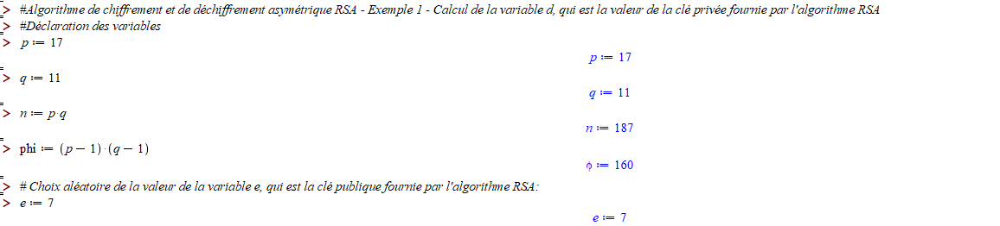 > #Algorithme de chiffrement et de déchiffrement asymétrique RSA - Exemple 1 - Calcul de la variable d, qui est la valeur de la clé privée fournie par l'algorithme RSA
> #Déclaration des variables
> p := 17
p := 17
> q := 11
q := 11
> n := p·q
n := 187
> phi := (p − 1)·(q − 1)
ϕ := 160
> # Choix aléatoire de la valeur de la variable e, qui est la clé publique fournie par l'algorithme RSA:
> e := 7
e := 7